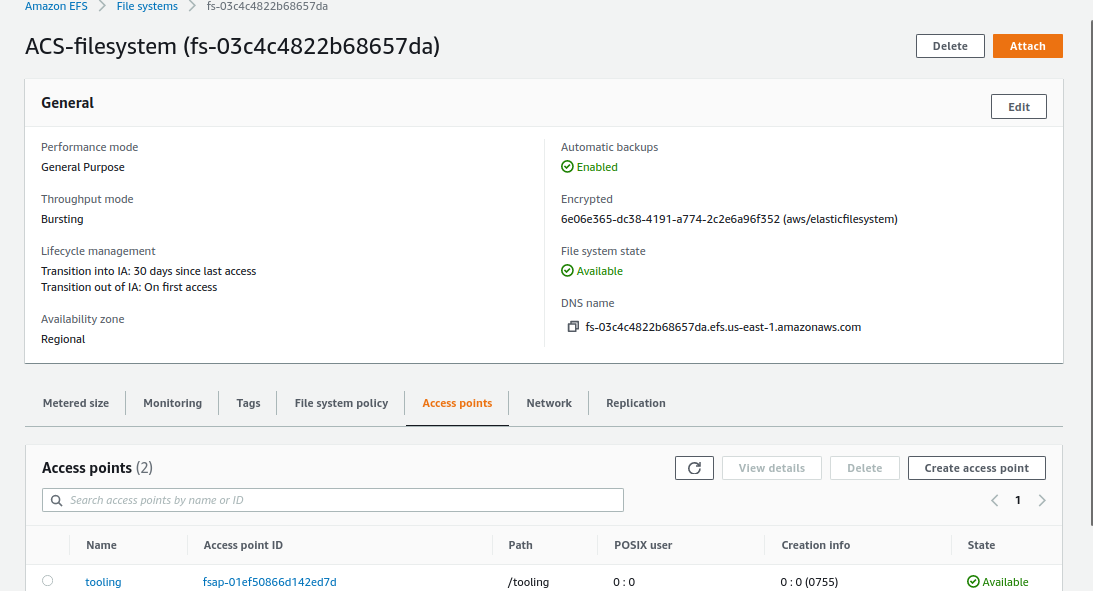 Amazon EFS > File systems > fs-03c4c4822b68657da
ACS-filesystem (fs-03c4c4822b68657da)
Delete
Attach
General
Edit
Performance mode
General Purpose
Throughput mode
Bursting
Lifecycle management
Transition into IA: 30 days since last access
Transition out of IA: On first access
Availability zone
Regional
Automatic backups
Enabled
Encrypted
6e06e365-dc38-4191-a774-2c2e6a96f352 (aws/elasticfilesystem)
File system state
Available
DNS name
fs-03c4c4822b68657da.efs.us-east-1.amazonaws.com
Metered size Monitoring Tags File system policy Access points Network Replication
Access points (2)
View details Delete Create access point
Search access points by name or ID
1
Name Access point ID Path POSIX user Creation info State
tooling fsap-01ef50866d142ed7d /tooling 0 : 0 0 : 0 (0755) Available